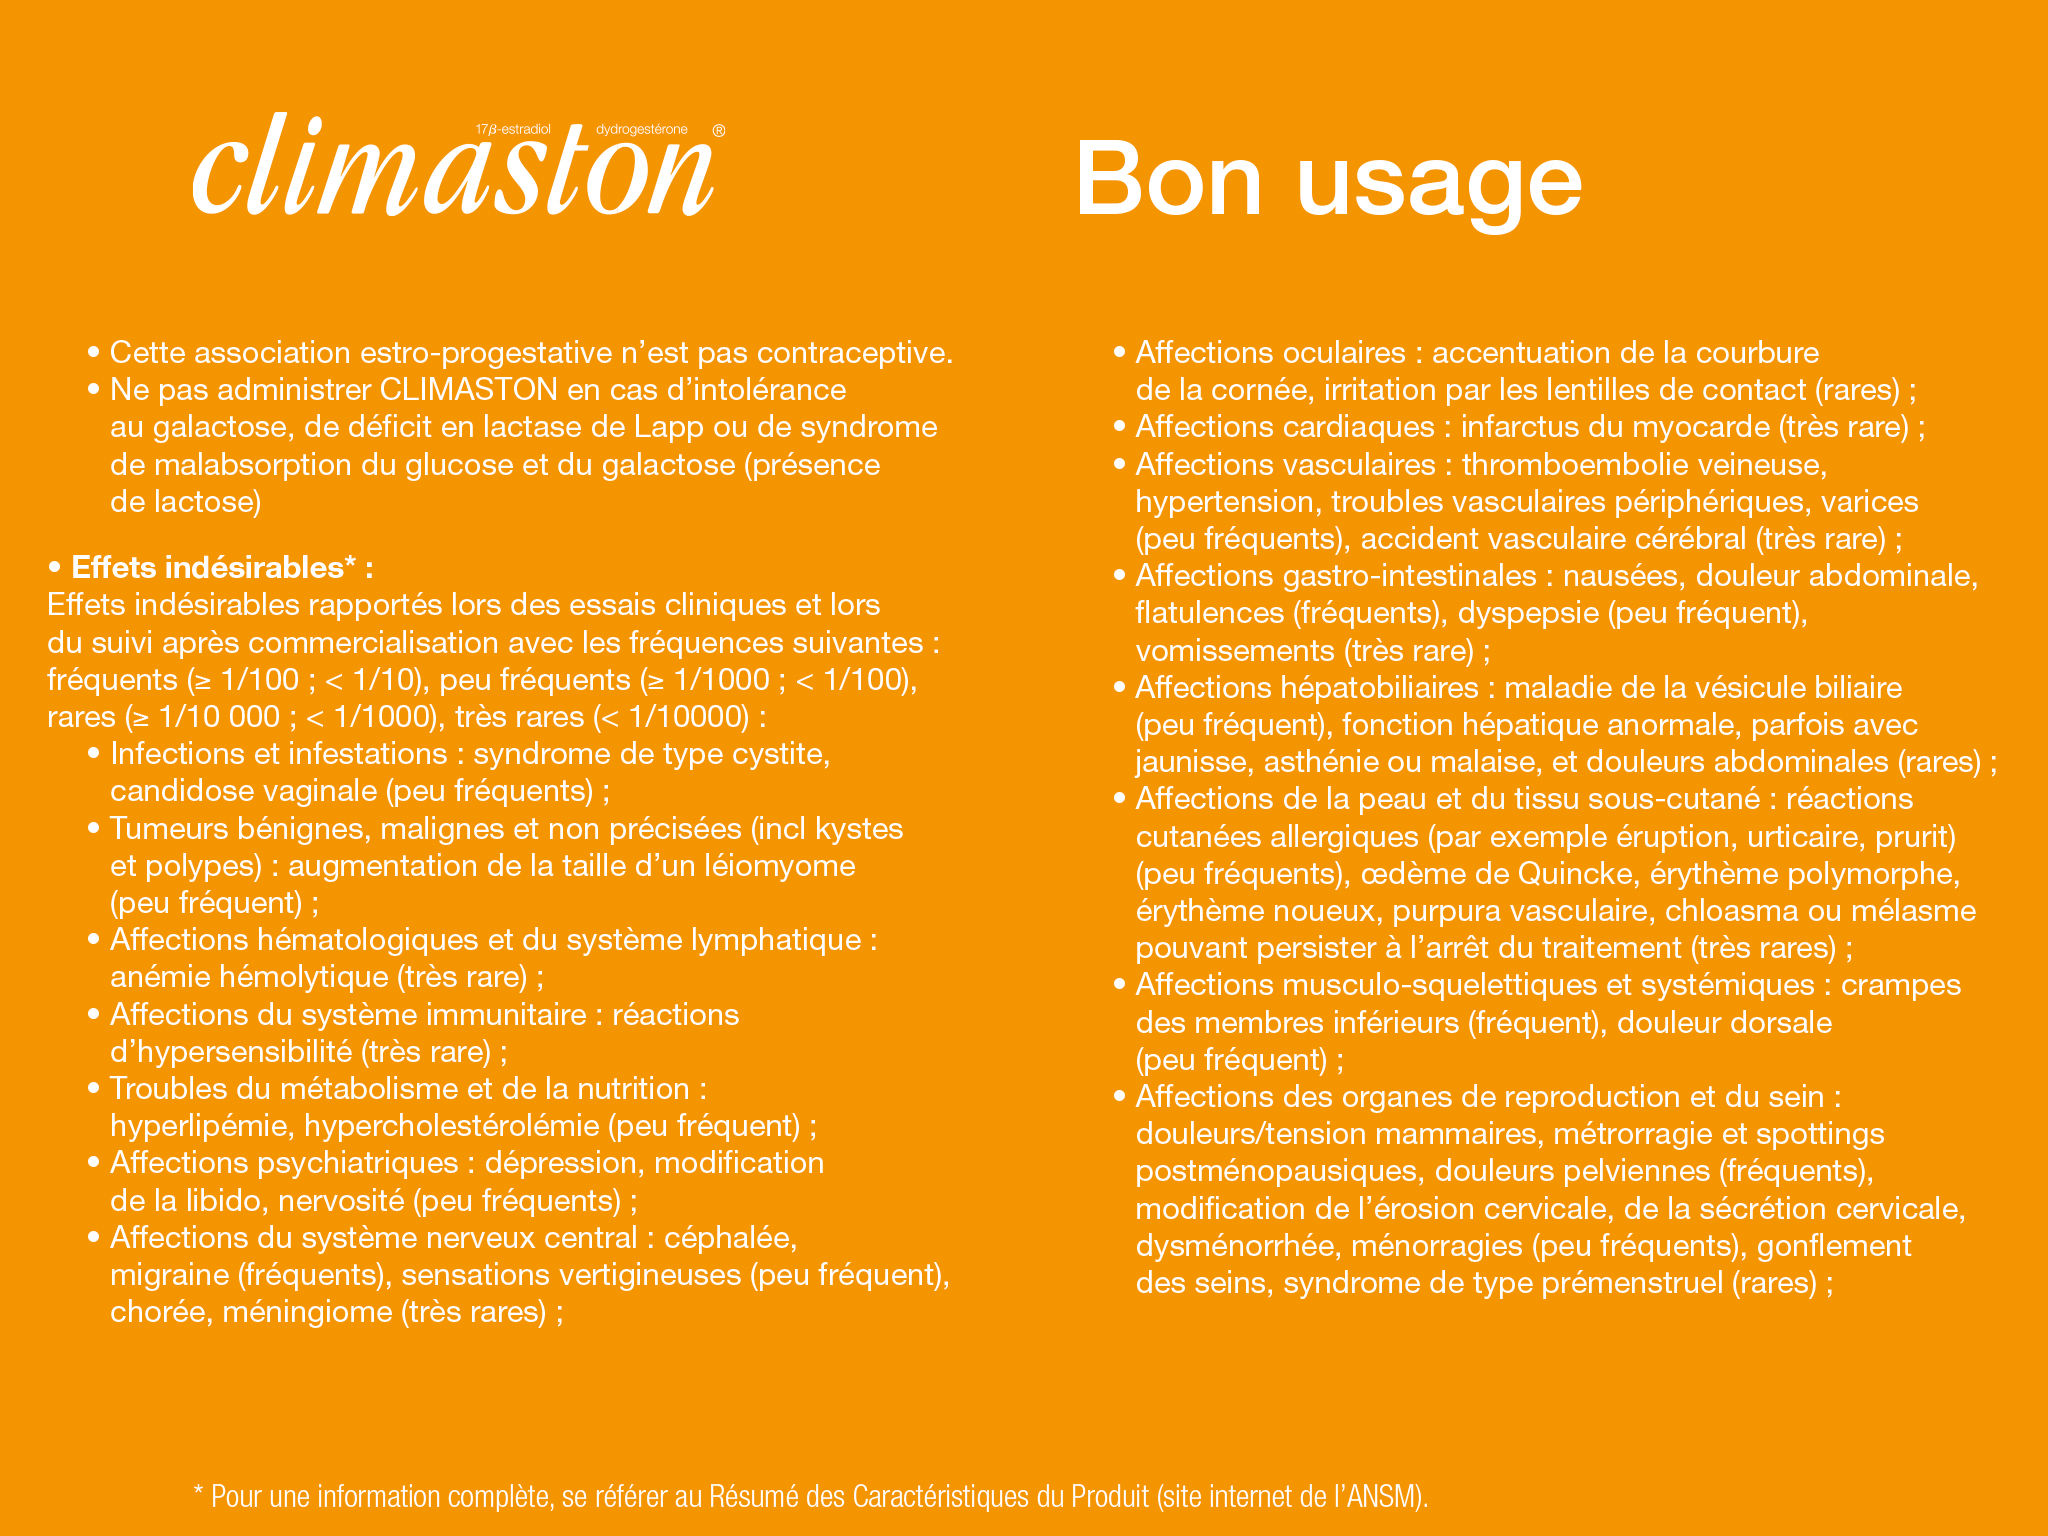 climaston®
17β-estradiol dydrogestérone
Bon usage
• Cette association estro-progestative n’est pas contraceptive.
• Ne pas administrer CLIMASTON en cas d’intolérance
au galactose, de déficit en lactase de Lapp ou de syndrome
de malabsorption du glucose et du galactose (présence
de lactose)
• Effets indésirables* :
Effets indésirables rapportés lors des essais cliniques et lors
du suivi après commercialisation avec les fréquences suivantes :
fréquents (≥ 1/100 ; < 1/10), peu fréquents (≥ 1/1000 ; < 1/100),
rares (≥ 1/10 000 ; < 1/1000), très rares (< 1/10000) :
• Infections et infestations : syndrome de type cystite,
candidose vaginale (peu fréquents) ;
• Tumeurs bénignes, malignes et non précisées (incl kystes
et polypes) : augmentation de la taille d’un léiomyome
(peu fréquent) ;
• Affections hématologiques et du système lymphatique :
anémie hémolytique (très rare) ;
• Affections du système immunitaire : réactions
d’hypersensibilité (très rare) ;
• Troubles du métabolisme et de la nutrition :
hyperlipémie, hypercholestérolémie (peu fréquent) ;
• Affections psychiatriques : dépression, modification
de la libido, nervosité (peu fréquents) ;
• Affections du système nerveux central : céphalée,
migraine (fréquents), sensations vertigineuses (peu fréquent),
chorée, méningiome (très rares) ;
• Affections oculaires : accentuation de la courbure
de la cornée, irritation par les lentilles de contact (rares) ;
• Affections cardiaques : infarctus du myocarde (très rare) ;
• Affections vasculaires : thromboembolie veineuse,
hypertension, troubles vasculaires périphériques, varices
(peu fréquents), accident vasculaire cérébral (très rare) ;
• Affections gastro-intestinales : nausées, douleur abdominale,
flatulences (fréquents), dyspepsie (peu fréquent),
vomissements (très rare) ;
• Affections hépatobiliaires : maladie de la vésicule biliaire
(peu fréquent), fonction hépatique anormale, parfois avec
jaunisse, asthénie ou malaise, et douleurs abdominales (rares) ;
• Affections de la peau et du tissu sous-cutané : réactions
cutanées allergiques (par exemple éruption, urticaire, prurit)
(peu fréquents), œdème de Quincke, érythème polymorphe,
érythème noueux, purpura vasculaire, chloasma ou mélasme
pouvant persister à l’arrêt du traitement (très rares) ;
• Affections musculo-squelettiques et systémiques : crampes
des membres inférieurs (fréquent), douleur dorsale
(peu fréquent) ;
• Affections des organes de reproduction et du sein :
douleurs/tension mammaires, métrorragie et spottings
postménopausiques, douleurs pelviennes (fréquents),
modification de l’érosion cervicale, de la sécrétion cervicale,
dysménorrhée, ménorragies (peu fréquents), gonflement
des seins, syndrome de type prémenstruel (rares) ;
* Pour une information complète, se référer au Résumé des Caractéristiques du Produit (site internet de l’ANSM).